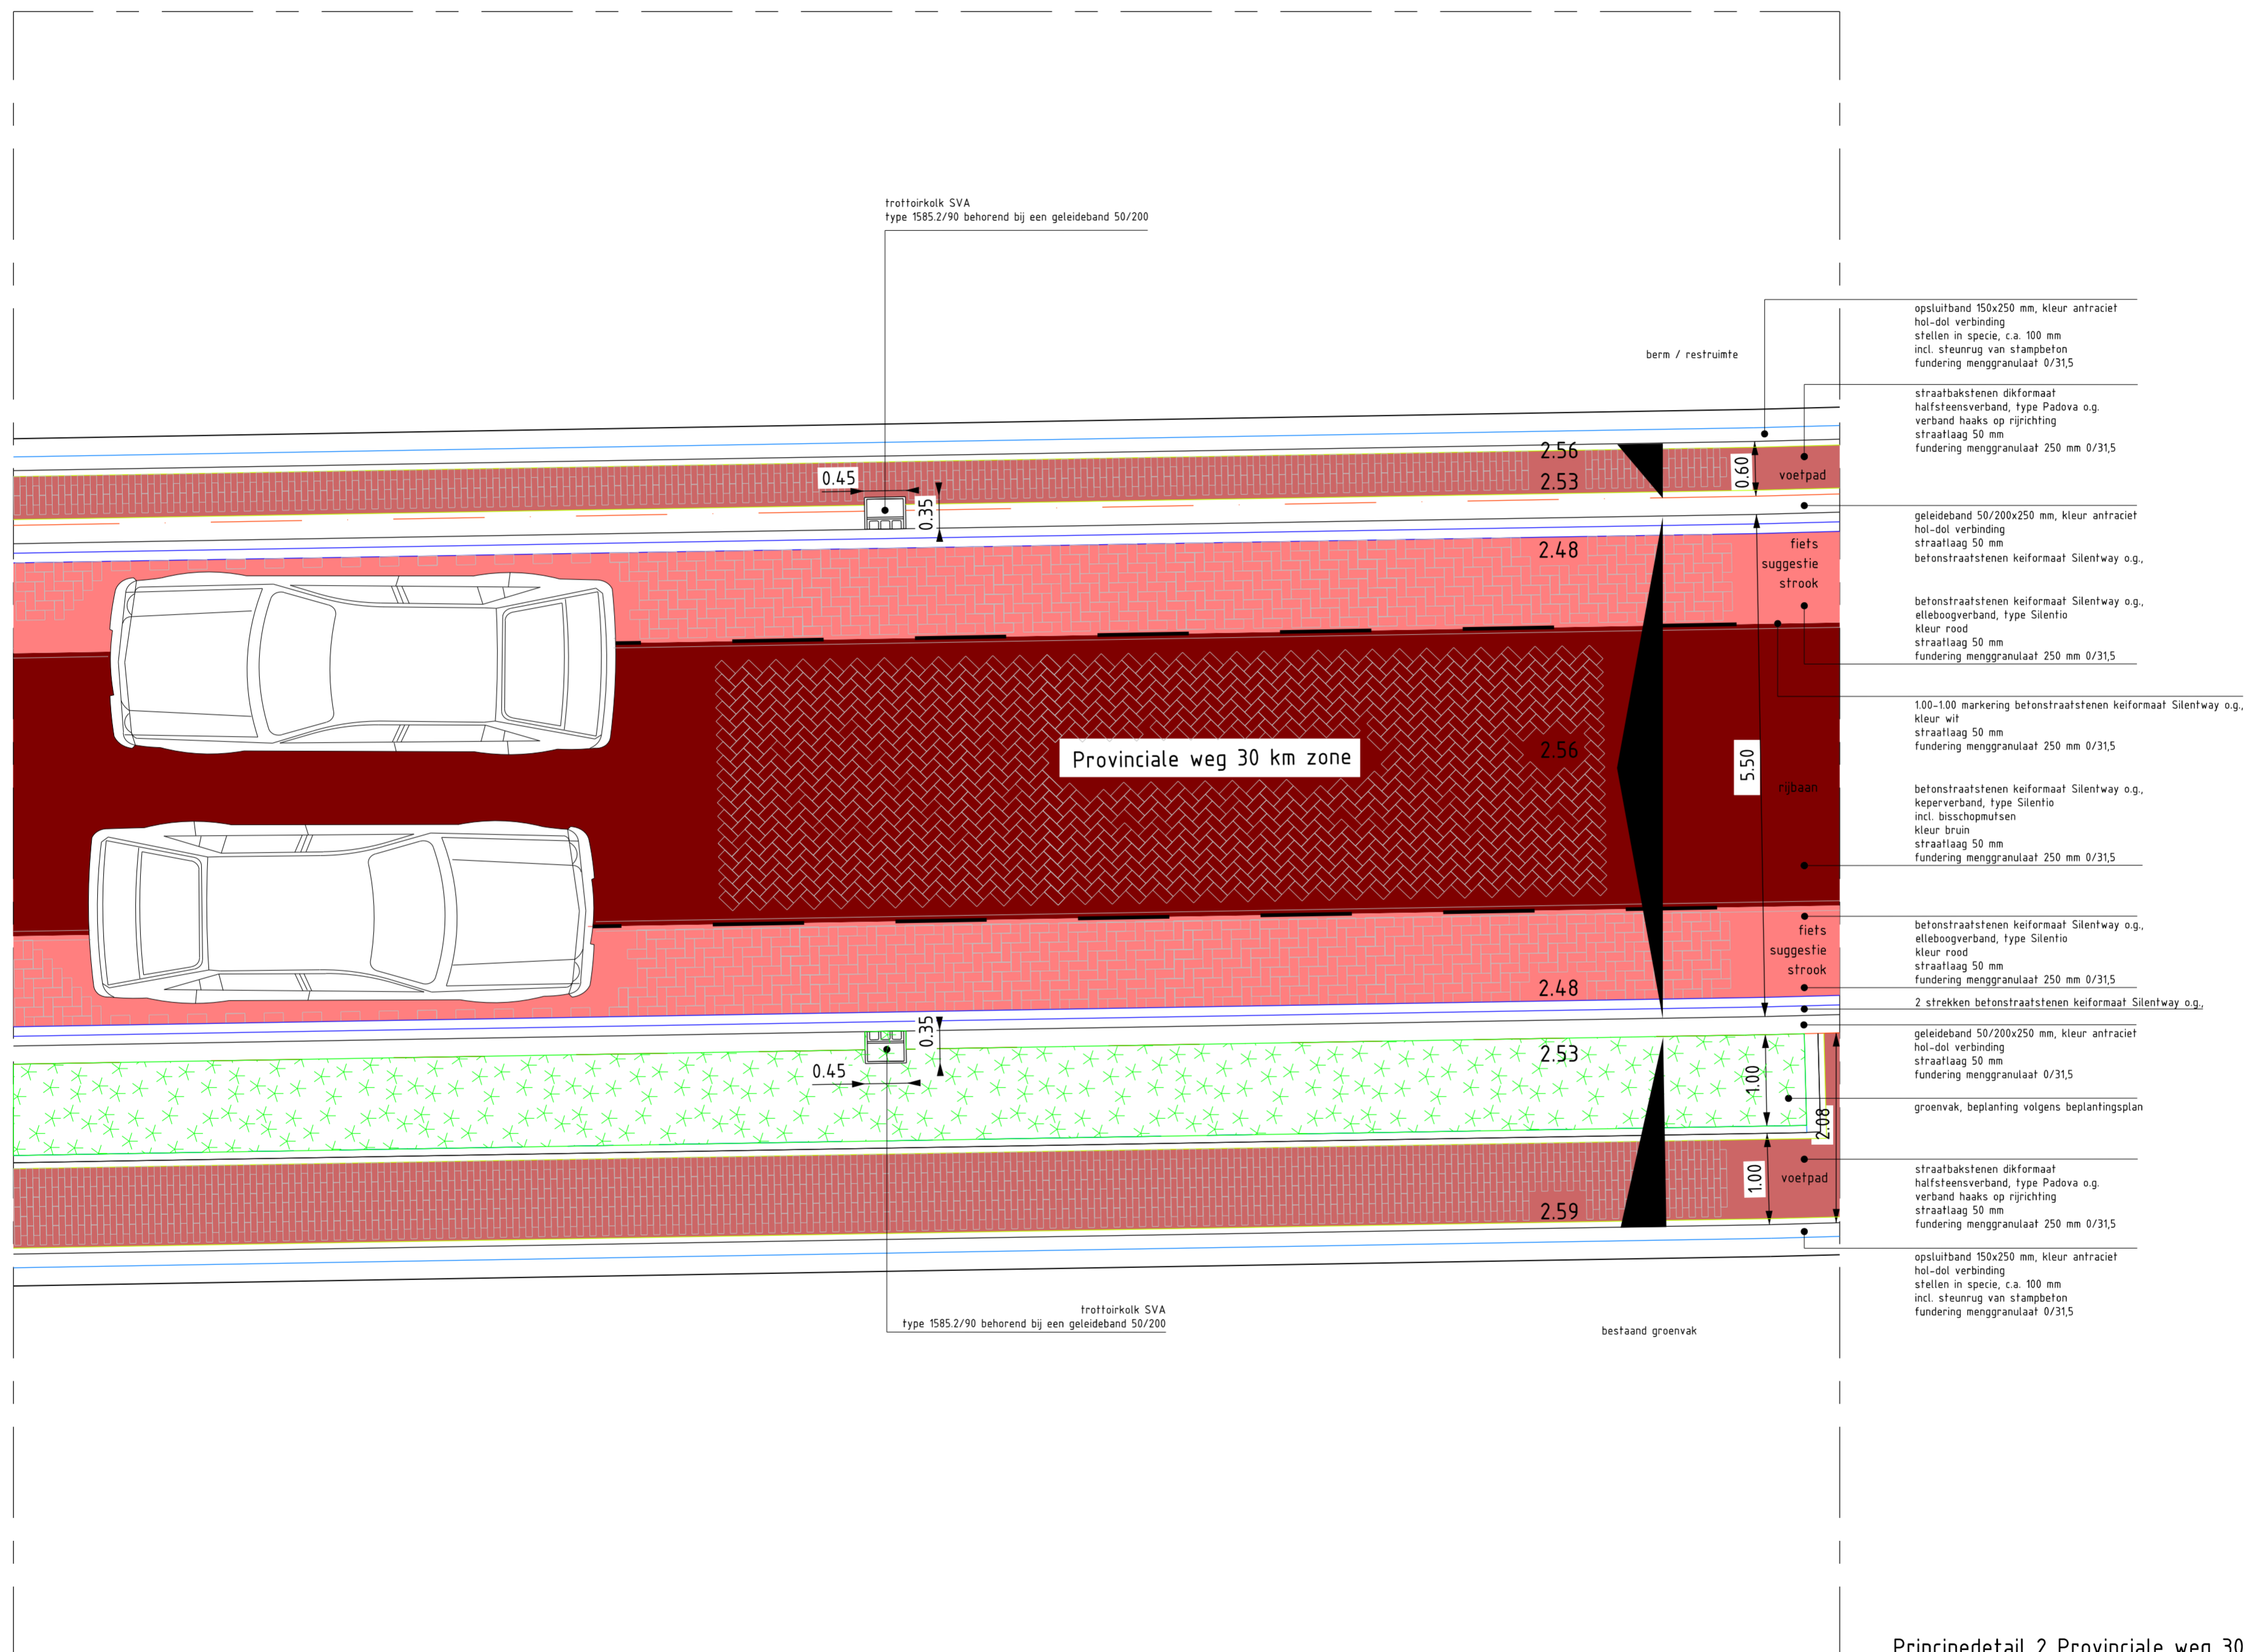 trottoirkolk SVA
type 1585.2/90 behorend bij een geleideband 50/200
opsluitband 150x250 mm, kleur antraciet
hol-dol verbinding
stellen in specie, c.a. 100 mm
incl. steunrug van stampbeton
fundering menggranulaat 0/31,5
berm / restruimte
straatbakstenen dikformaat
halfsteensverband, type Padova o.g.
verband haaks op rijrichting
straatlaag 50 mm
fundering menggranulaat 250 mm 0/31,5
2.56
0.45
2.53
0.60
voetpad
0.35
geleideband 50/200x250 mm, kleur antraciet
hol-dol verbinding
straatlaag 50 mm
betonstraatstenen keiformaat Silentway o.g.,
2.48
fiets
suggestie
strook
betonstraatstenen keiformaat Silentway o.g.,
elleboogverband, type Silentio
kleur rood
straatlaag 50 mm
fundering menggranulaat 250 mm 0/31,5
1.00-1.00 markering betonstraatstenen keiformaat Silentway o.g.,
kleur wit
straatlaag 50 mm
fundering menggranulaat 250 mm 0/31,5
Provinciale weg 30 km zone
2.56
5.50
rijbaan
betonstraatstenen keiformaat Silentway o.g.,
keperverband, type Silentio
incl. bisschopmutsen
kleur bruin
straatlaag 50 mm
fundering menggranulaat 250 mm 0/31,5
betonstraatstenen keiformaat Silentway o.g.,
elleboogverband, type Silentio
kleur rood
straatlaag 50 mm
fundering menggranulaat 250 mm 0/31,5
fiets
suggestie
strook
2.48
2 strekken betonstraatstenen keiformaat Silentway o.g.,
0.35
geleideband 50/200x250 mm, kleur antraciet
hol-dol verbinding
straatlaag 50 mm
fundering menggranulaat 0/31,5
2.53
0.45
1.00
groenvak, beplanting volgens beplantingsplan
2.08
straatbakstenen dikformaat
halfsteensverband, type Padova o.g.
verband haaks op rijrichting
straatlaag 50 mm
fundering menggranulaat 250 mm 0/31,5
1.00
voetpad
2.59
opsluitband 150x250 mm, kleur antraciet
hol-dol verbinding
stellen in specie, c.a. 100 mm
incl. steunrug van stampbeton
fundering menggranulaat 0/31,5
trottoirkolk SVA
type 1585.2/90 behorend bij een geleideband 50/200
bestaand groenvak
Principedetail 2 Provinciale weg 30